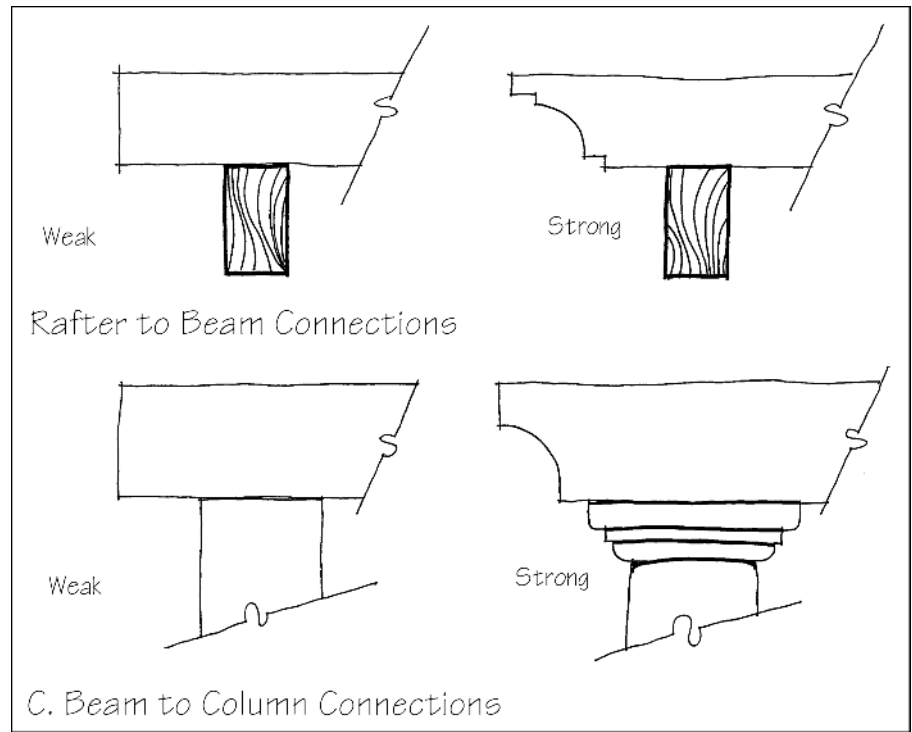 Weak
Strong
Rafter to Beam Connections
Weak
Strong
C. Beam to Column Connections